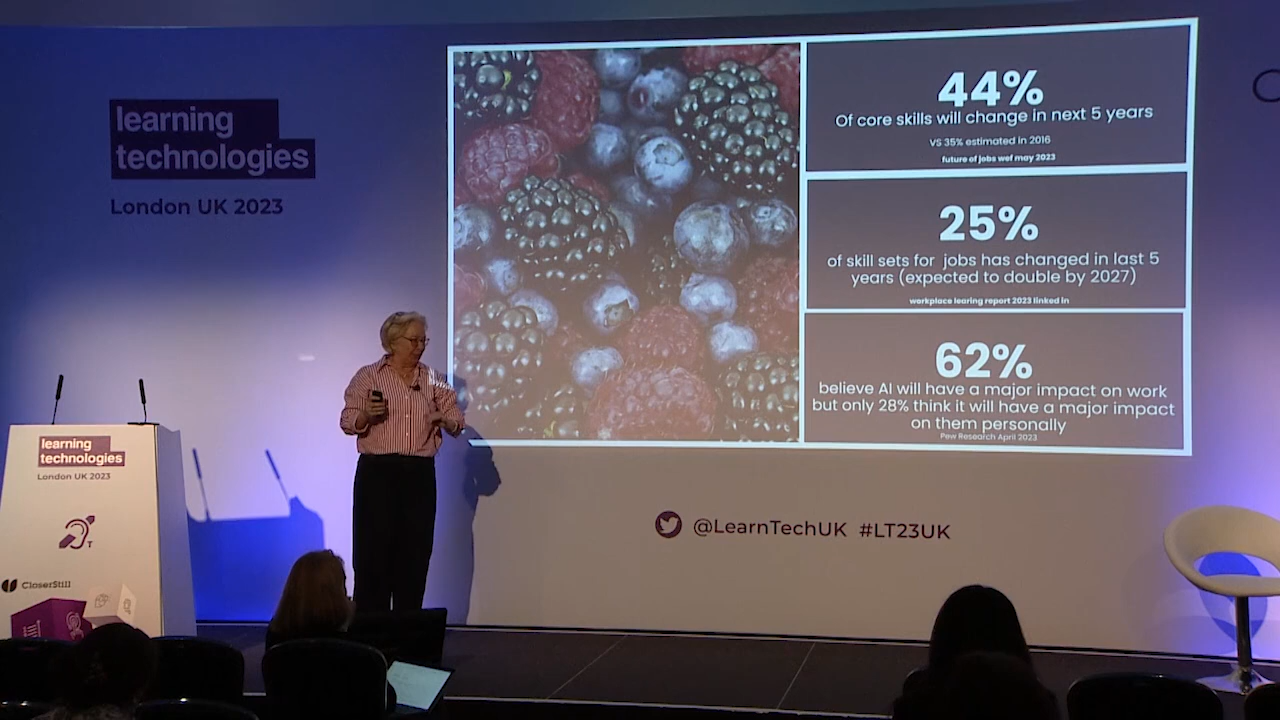 learning
technologies
London UK 2023
44%
Of core skills will change in next 5 years
VS 35% estimated in 2016
future of jobs wef may 2023
25%
of skill sets for jobs has changed in last 5
years (expected to double by 2027)
workplace learing report 2023 linked in
62%
believe AI will have a major impact on work
but only 28% think it will have a major impact
on them personally
Pew Research April 2023
@LearnTechUK #LT23UK
learning
technologies
London UK 2023
T
CloserStill